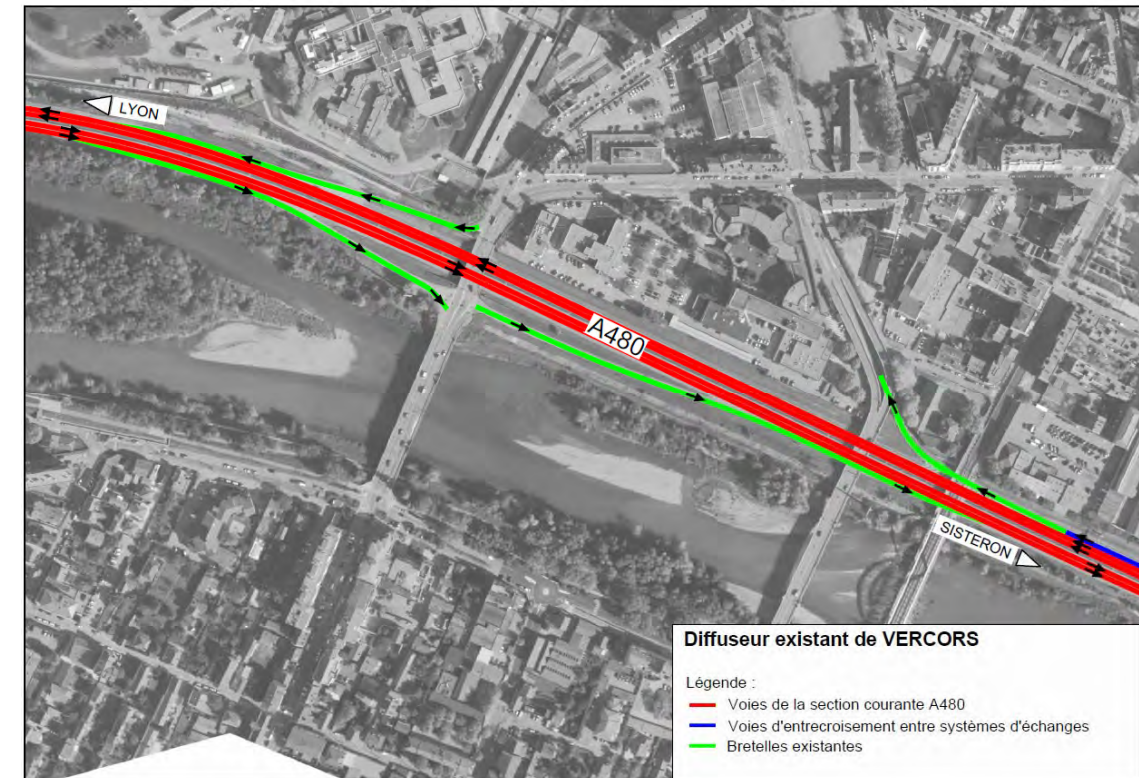 LYON
A480
SISTERON
Diffuseur existant de VERCORS
Légende :
Voies de la section courante A480
Voies d'entrecroisement entre systèmes d'échanges
Bretelles existantes